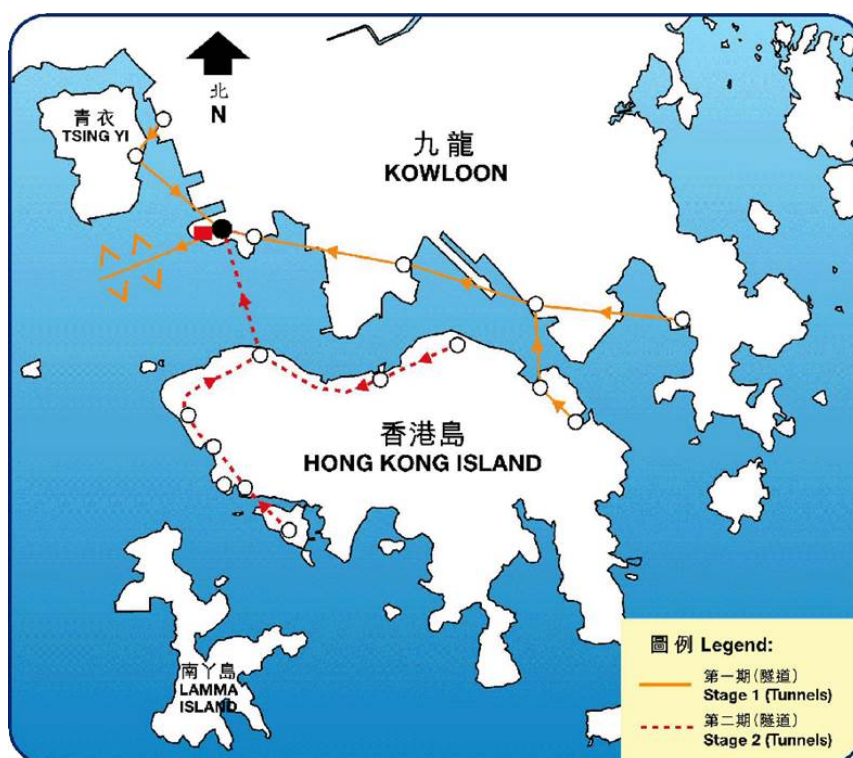 北
N
青衣
TSING YI
九龍
KOWLOON
香港島
HONG KONG ISLAND
南丫島
LAMMA
ISLAND
圖例 Legend:
第一期(隧道)
Stage 1 (Tunnels)
第二期(隧道)
Stage 2 (Tunnels)